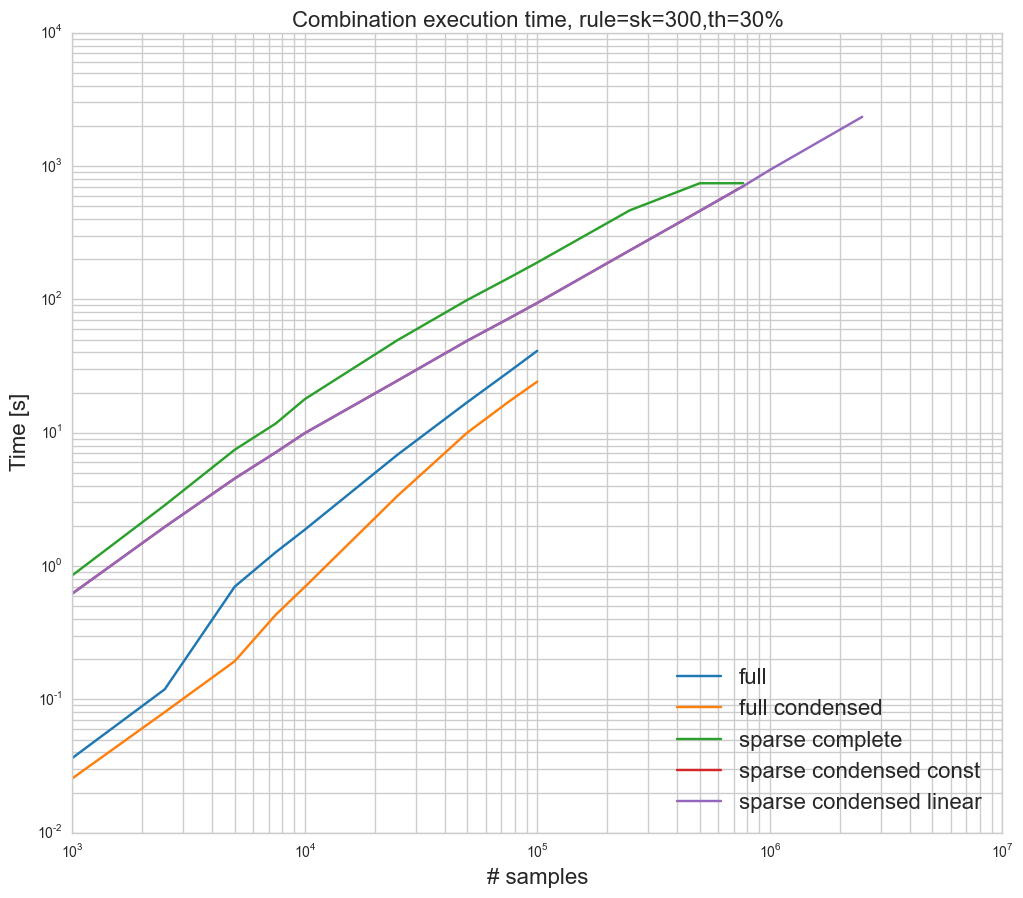 Combination execution time, rule=sk=300,th=30%
10^4
10^3
10^2
10^1
10^0
10^-1
10^-2
Time [s]
full
full condensed
sparse complete
sparse condensed const
sparse condensed linear
10^3 10^4 10^5 10^6 10^7
# samples